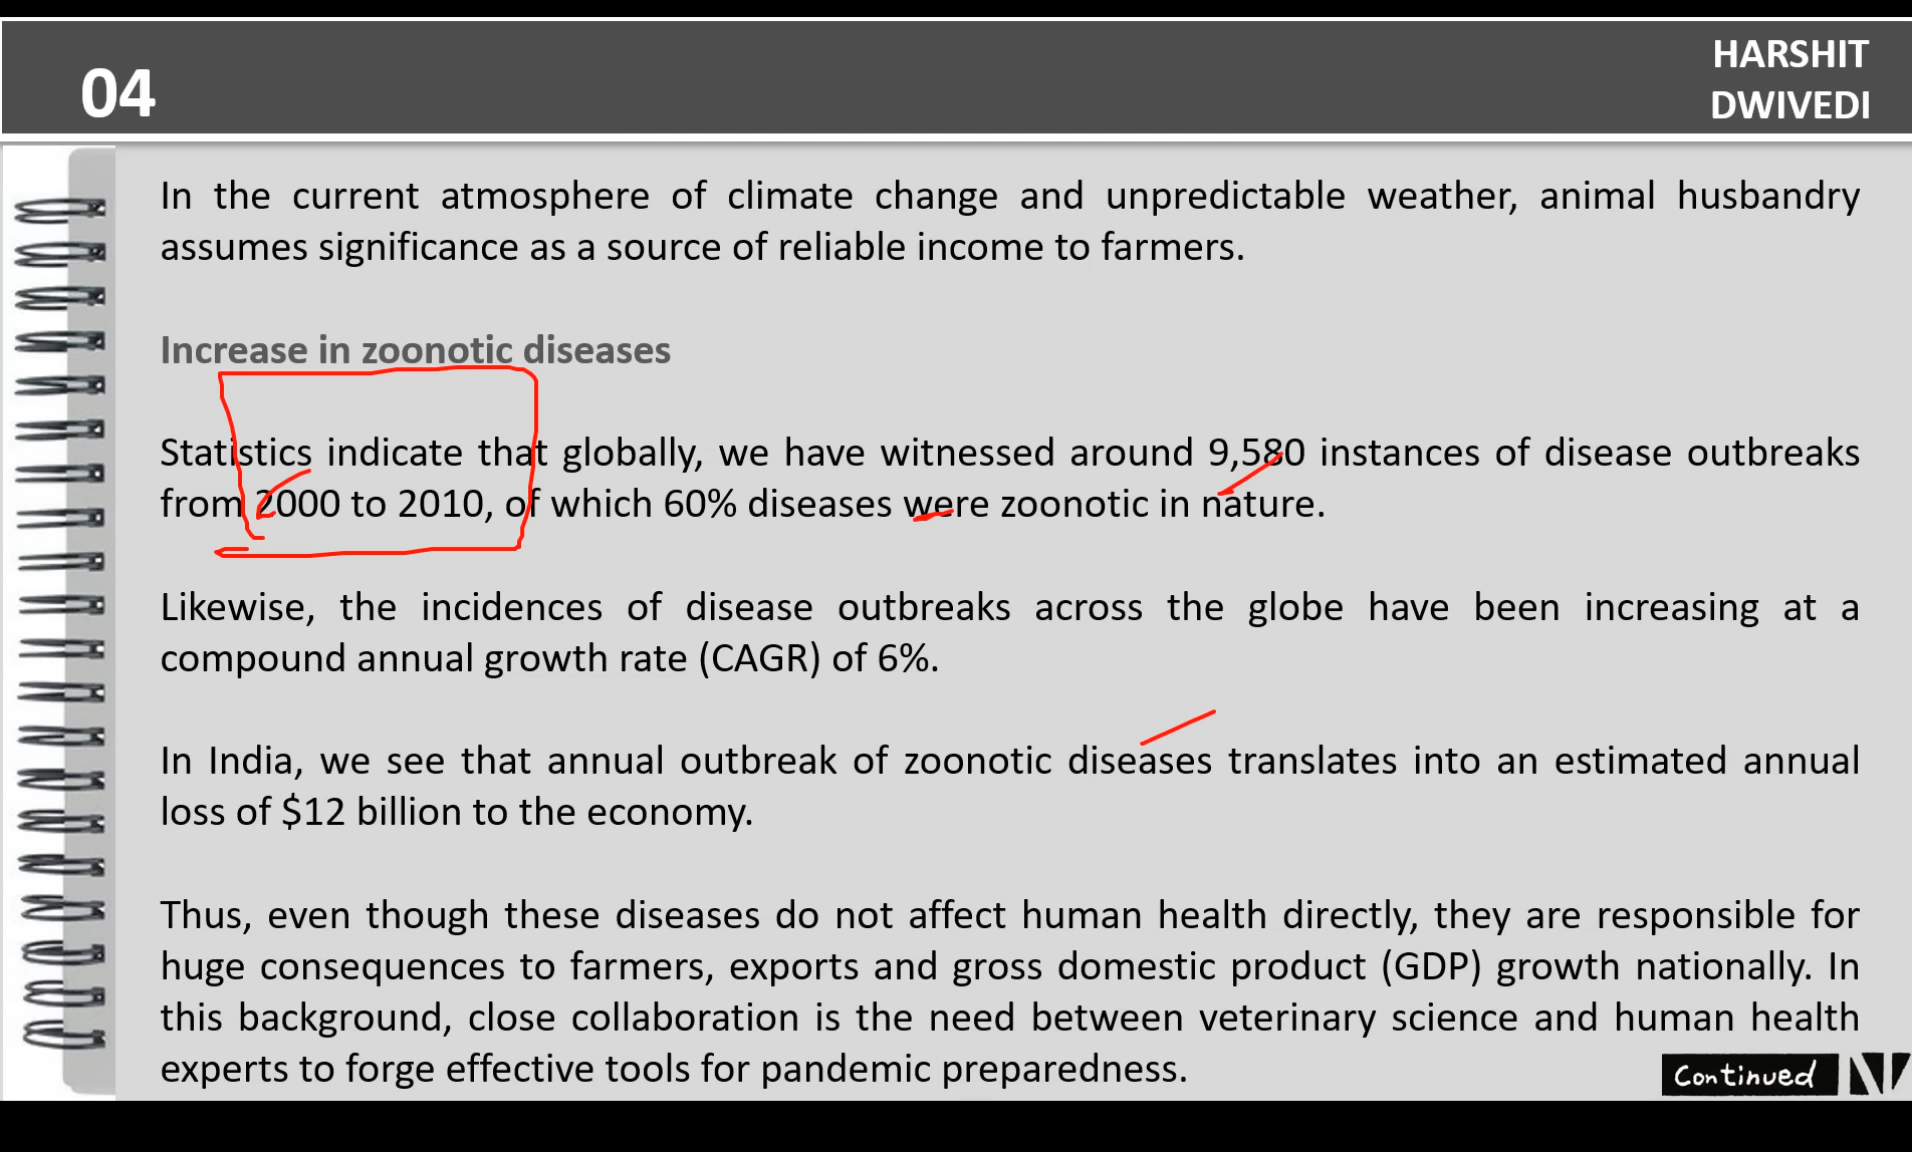 04
HARSHIT
DWIVEDI
In the current atmosphere of climate change and unpredictable weather, animal husbandry
assumes significance as a source of reliable income to farmers.
Increase in zoonotic diseases
Statistics indicate that globally, we have witnessed around 9,580 instances of disease outbreaks
from 2000 to 2010, of which 60% diseases were zoonotic in nature.
Likewise, the incidences of disease outbreaks across the globe have been increasing at a
compound annual growth rate (CAGR) of 6%.
In India, we see that annual outbreak of zoonotic diseases translates into an estimated annual
loss of $12 billion to the economy.
Thus, even though these diseases do not affect human health directly, they are responsible for
huge consequences to farmers, exports and gross domestic product (GDP) growth nationally. In
this background, close collaboration is the need between veterinary science and human health
experts to forge effective tools for pandemic preparedness.
Continued